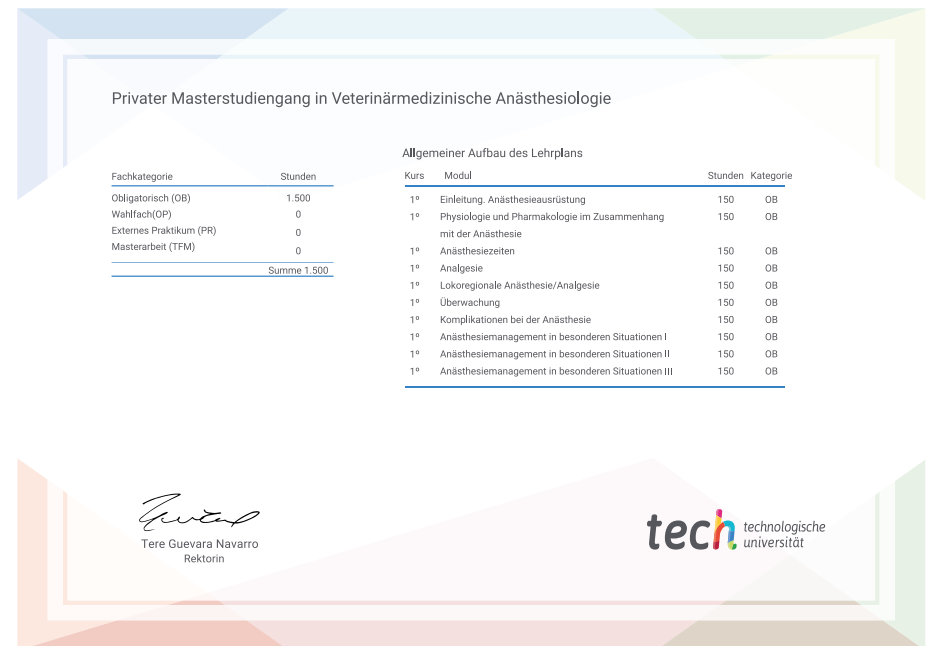 Privater Masterstudiengang in Veterinärmedizinische Anästhesiologie
Fachkategorie Stunden
Obligatorisch (OB) 1.500
Wahlfach(OP) 0
Externes Praktikum (PR) 0
Masterarbeit (TFM) 0
Summe 1.500
Allgemeiner Aufbau des Lehrplans
Kurs Modul Stunden Kategorie
1º Einleitung. Anästhesieausrüstung 150 OB
1º Physiologie und Pharmakologie im Zusammenhang 150 OB
mit der Anästhesie
1º Anästhesiezeiten 150 OB
1º Analgesie 150 OB
1º Lokoregionale Anästhesie/Analgesie 150 OB
1º Überwachung 150 OB
1º Komplikationen bei der Anästhesie 150 OB
1º Anästhesiemanagement in besonderen Situationen I 150 OB
1º Anästhesiemanagement in besonderen Situationen II 150 OB
1º Anästhesiemanagement in besonderen Situationen III 150 OB
Tere Guevara Navarro
Rektorin
tech technologische
universität